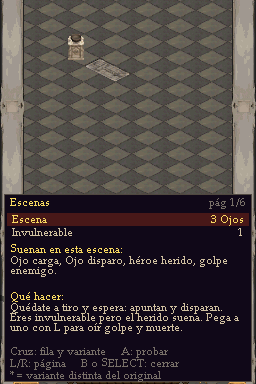 Escenas pág 1/6
Escena 3 Ojos
Invulnerable 1
Suenan en esta escena:
Ojo carga, Ojo disparo, héroe herido, golpe
enemigo.
Qué hacer:
Quédate a tiro y espera: apuntan y disparan.
Eres invulnerable pero el herido suena. Pega a
uno con L para oír golpe y muerte.
Cruz: fila y variante A: probar
L/R: página B o SELECT: cerrar
*= variante distinta del original